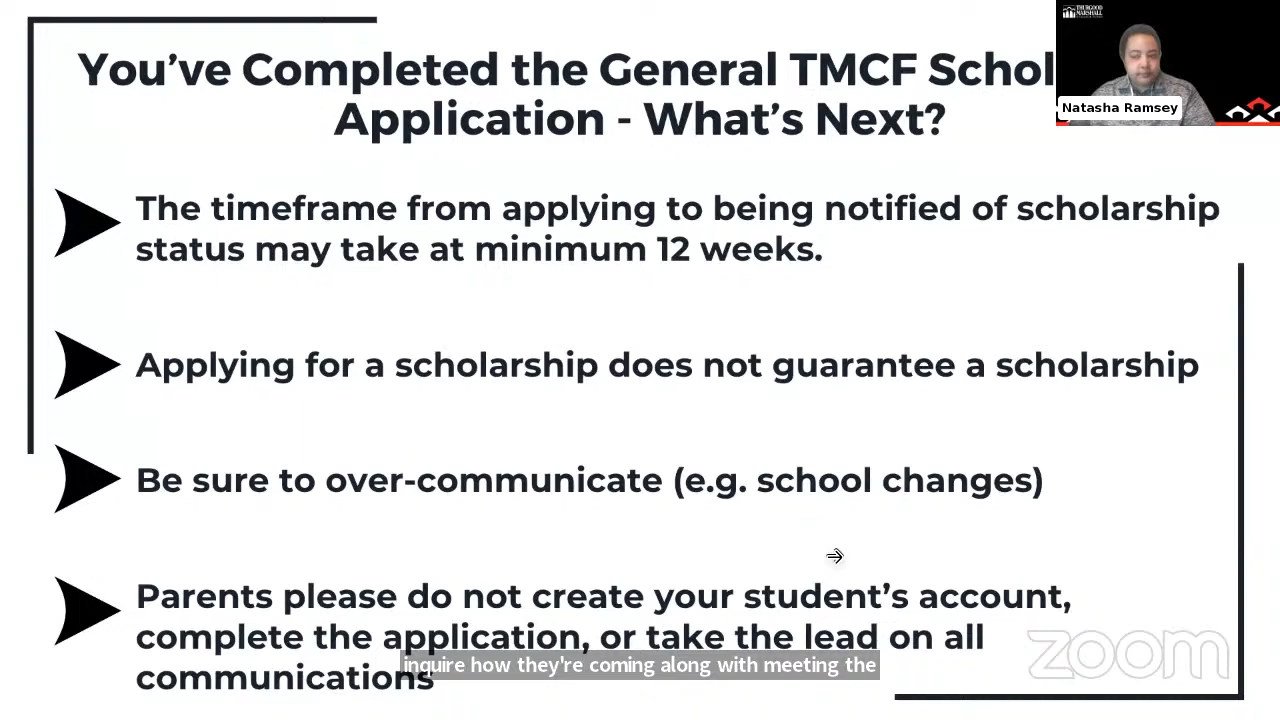 You've Completed the General TMCF Schol
Application - What's Next?
THURGOOD
MARSHALL
Natasha Ramsey
The timeframe from applying to being notified of scholarship
status may take at minimum 12 weeks.
Applying for a scholarship does not guarantee a scholarship
Be sure to over-communicate (e.g. school changes)
Parents please do not create your student's account,
complete the application, or take the lead on all
communications
inquire how they're coming along with meeting the
zoom